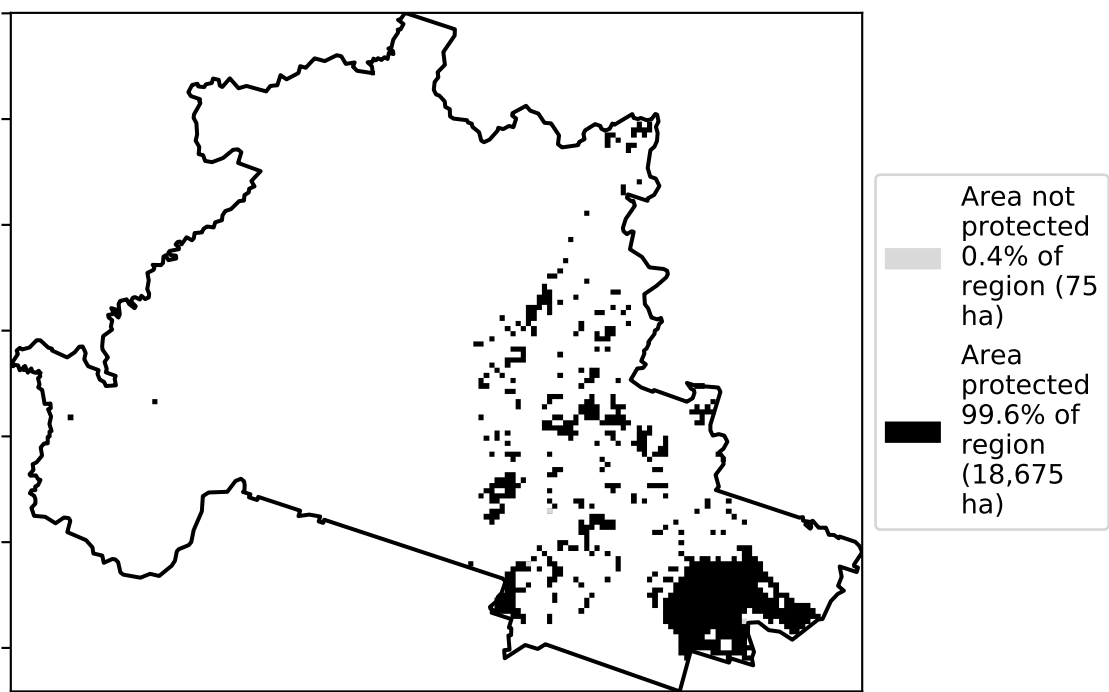 Area not
protected
0.4% of
region (75
ha)
Area
protected
99.6% of
region
(18,675
ha)